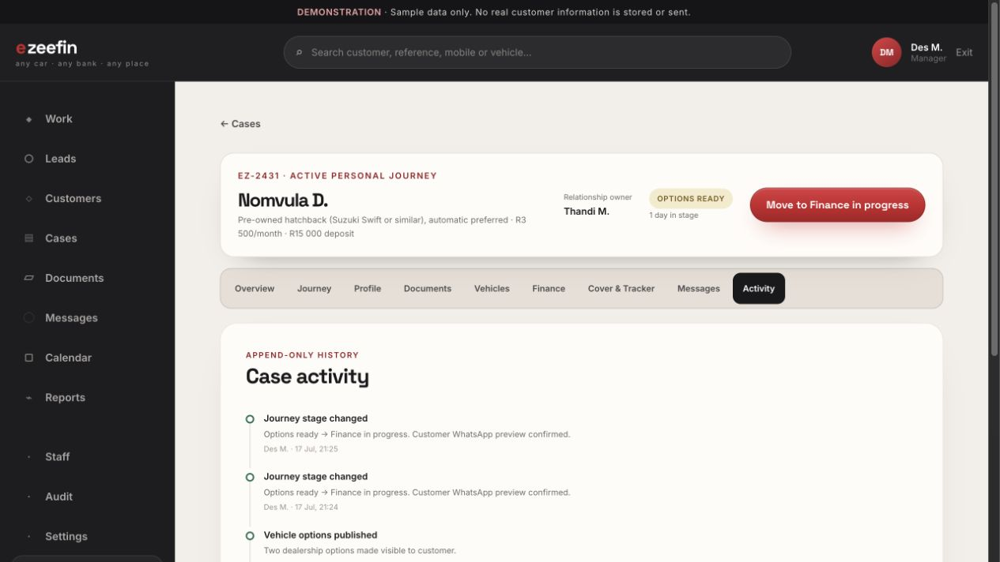 DEMONSTRATION · Sample data only. No real customer information is stored or sent.
ezeefin
any car · any bank · any place
Search customer, reference, mobile or vehicle...
DM
Des M.
Manager
Exit
Work
Leads
Customers
Cases
Documents
Messages
Calendar
Reports
Staff
Audit
Settings
← Cases
EZ-2431 · ACTIVE PERSONAL JOURNEY
Nomvula D.
Pre-owned hatchback (Suzuki Swift or similar), automatic preferred · R3
500/month · R15 000 deposit
Relationship owner
Thandi M.
OPTIONS READY
1 day in stage
Move to Finance in progress
Overview
Journey
Profile
Documents
Vehicles
Finance
Cover & Tracker
Messages
Activity
APPEND-ONLY HISTORY
Case activity
Journey stage changed
Options ready → Finance in progress. Customer WhatsApp preview confirmed.
Des M. · 17 Jul, 21:25
Journey stage changed
Options ready → Finance in progress. Customer WhatsApp preview confirmed.
Des M. · 17 Jul, 21:24
Vehicle options published
Two dealership options made visible to customer.